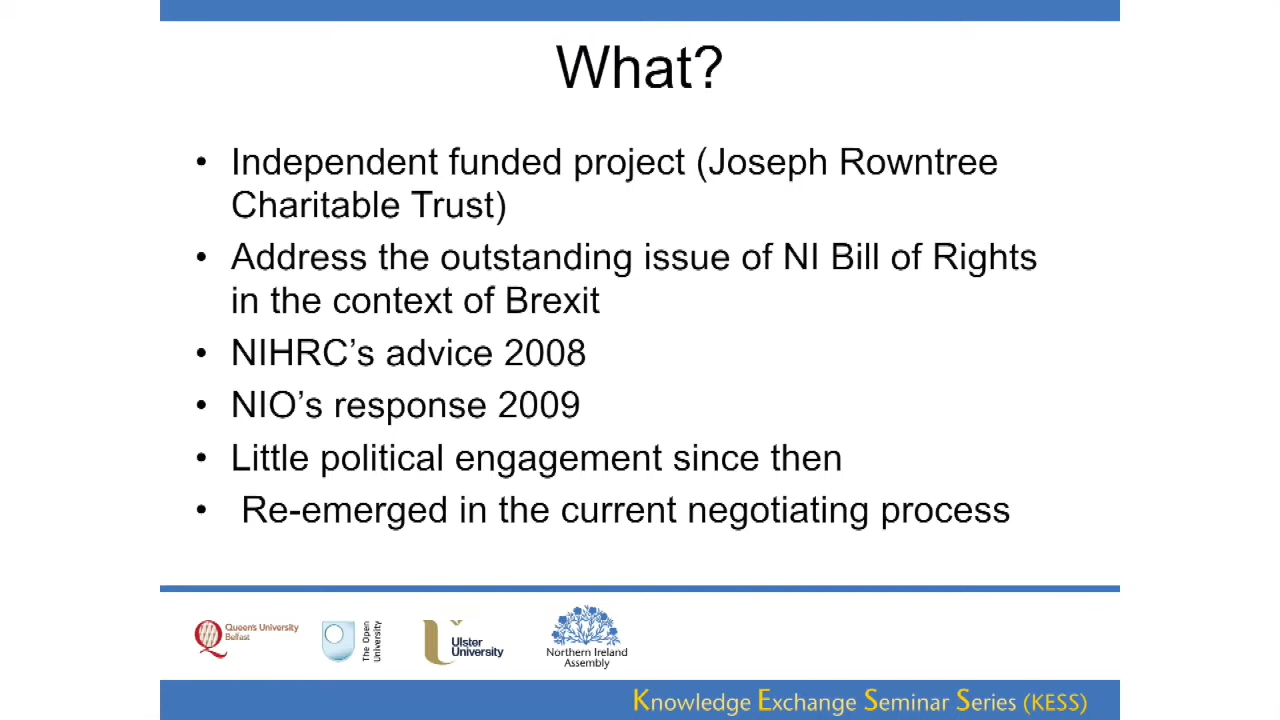 What?
• Independent funded project (Joseph Rowntree
Charitable Trust)
• Address the outstanding issue of NI Bill of Rights
in the context of Brexit
• NIHRC’s advice 2008
• NIO’s response 2009
• Little political engagement since then
• Re-emerged in the current negotiating process
Queen's University
Belfast
The Open
University
Ulster
University
Northern Ireland
Assembly
Knowledge Exchange Seminar Series (KESS)